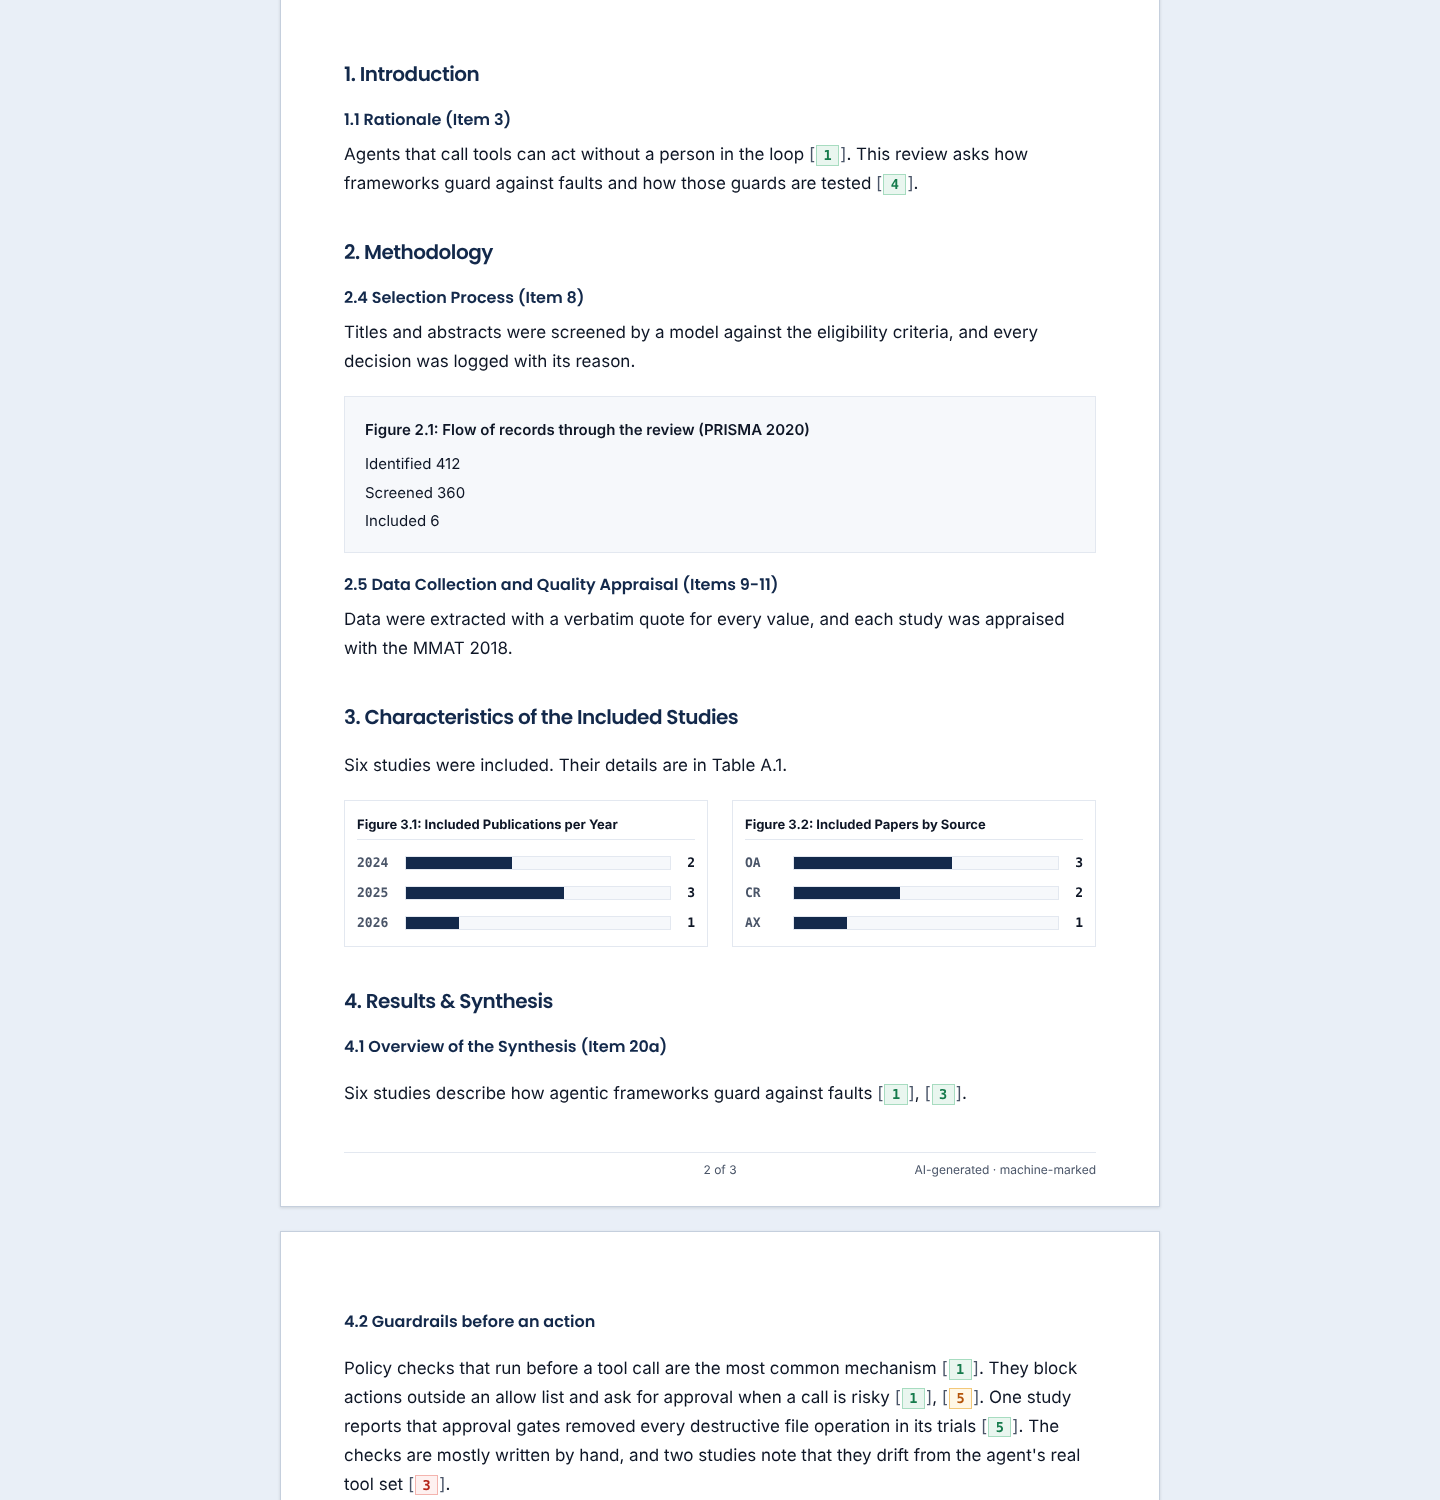 1. Introduction
1.1 Rationale (Item 3)
Agents that call tools can act without a person in the loop [1]. This review asks how
frameworks guard against faults and how those guards are tested [4].
2. Methodology
2.4 Selection Process (Item 8)
Titles and abstracts were screened by a model against the eligibility criteria, and every
decision was logged with its reason.
Figure 2.1: Flow of records through the review (PRISMA 2020)
Identified 412
Screened 360
Included 6
2.5 Data Collection and Quality Appraisal (Items 9-11)
Data were extracted with a verbatim quote for every value, and each study was appraised
with the MMAT 2018.
3. Characteristics of the Included Studies
Six studies were included. Their details are in Table A.1.
Figure 3.1: Included Publications per Year
2024 2
2025 3
2026 1
Figure 3.2: Included Papers by Source
OA 3
CR 2
AX 1
4. Results & Synthesis
4.1 Overview of the Synthesis (Item 20a)
Six studies describe how agentic frameworks guard against faults [1], [3].
2 of 3 AI-generated · machine-marked
4.2 Guardrails before an action
Policy checks that run before a tool call are the most common mechanism [1]. They block
actions outside an allow list and ask for approval when a call is risky [1], [5]. One study
reports that approval gates removed every destructive file operation in its trials [5]. The
checks are mostly written by hand, and two studies note that they drift from the agent's real
tool set [3].